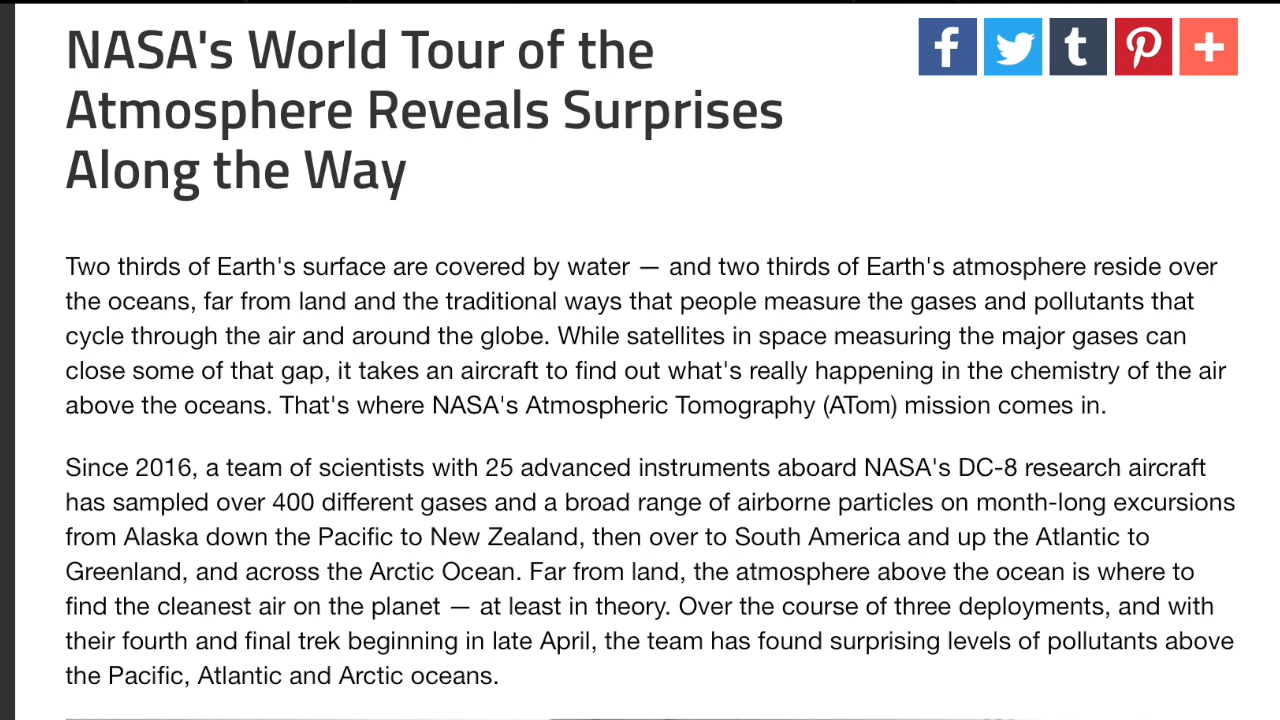 NASA's World Tour of the
Atmosphere Reveals Surprises
Along the Way
Two thirds of Earth's surface are covered by water — and two thirds of Earth's atmosphere reside over
the oceans, far from land and the traditional ways that people measure the gases and pollutants that
cycle through the air and around the globe. While satellites in space measuring the major gases can
close some of that gap, it takes an aircraft to find out what's really happening in the chemistry of the air
above the oceans. That's where NASA's Atmospheric Tomography (ATom) mission comes in.
Since 2016, a team of scientists with 25 advanced instruments aboard NASA's DC-8 research aircraft
has sampled over 400 different gases and a broad range of airborne particles on month-long excursions
from Alaska down the Pacific to New Zealand, then over to South America and up the Atlantic to
Greenland, and across the Arctic Ocean. Far from land, the atmosphere above the ocean is where to
find the cleanest air on the planet — at least in theory. Over the course of three deployments, and with
their fourth and final trek beginning in late April, the team has found surprising levels of pollutants above
the Pacific, Atlantic and Arctic oceans.